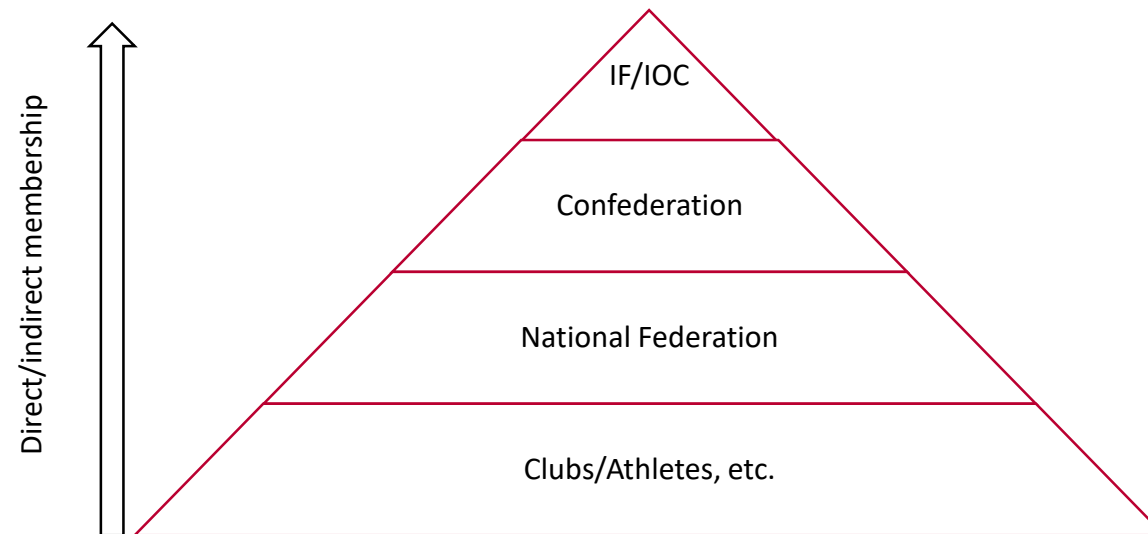 IF/IOC
Confederation
National Federation
Clubs/Athletes, etc.
Direct/indirect membership